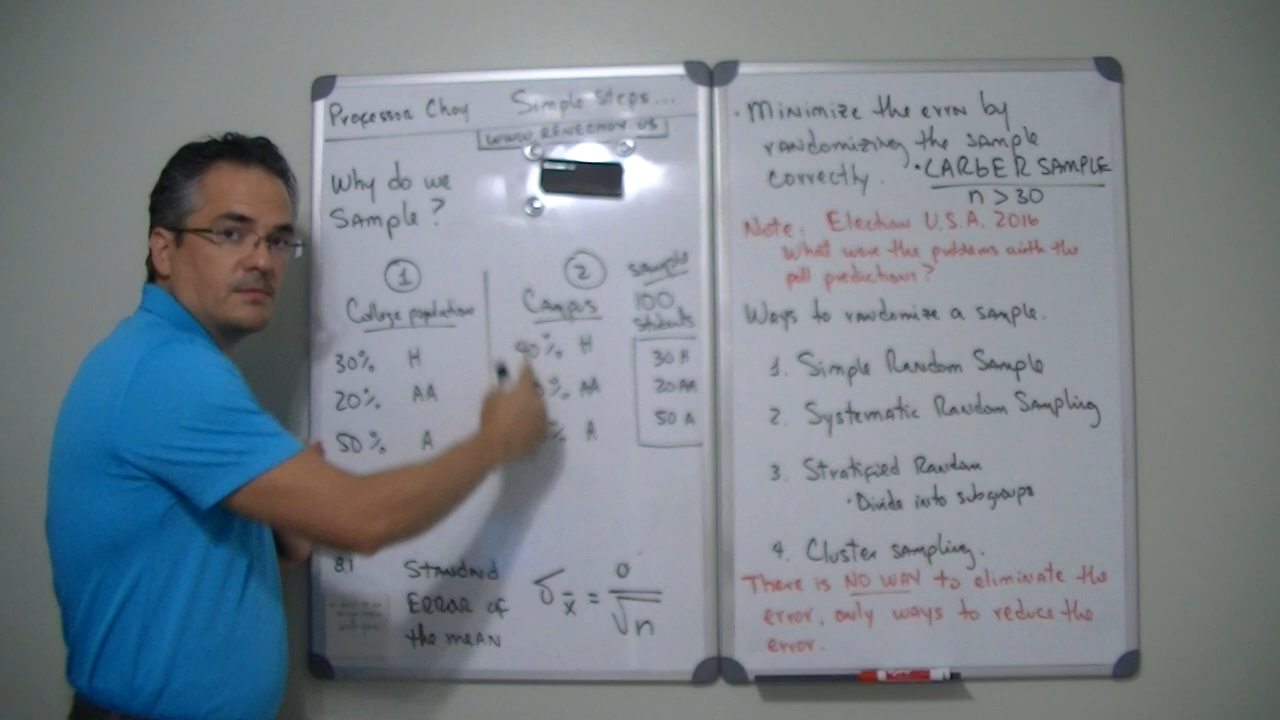 Professor Choy Simple Steps...
www.renechoy.us
Why do we
Sample?
1
College population
30% H
20% AA
50% A
2
Campus
40% H
% AA
% A
Sample
100
Students
30 H
20 AA
50 A
8.1
STANDARD
ERROR OF
the MEAN
σx̄ = σ/√n
• Minimize the error by
randomizing the sample
correctly. • LARGER SAMPLE
n > 30
Note: Election U.S.A. 2016
What were the problems with the
poll predictions?
Ways to randomize a sample.
1. Simple Random Sample
2. Systematic Random Sampling
3. Stratified Random
• Divide into subgroups
4. Cluster sampling.
There is NO WAY to eliminate the
error, only ways to reduce the
error.